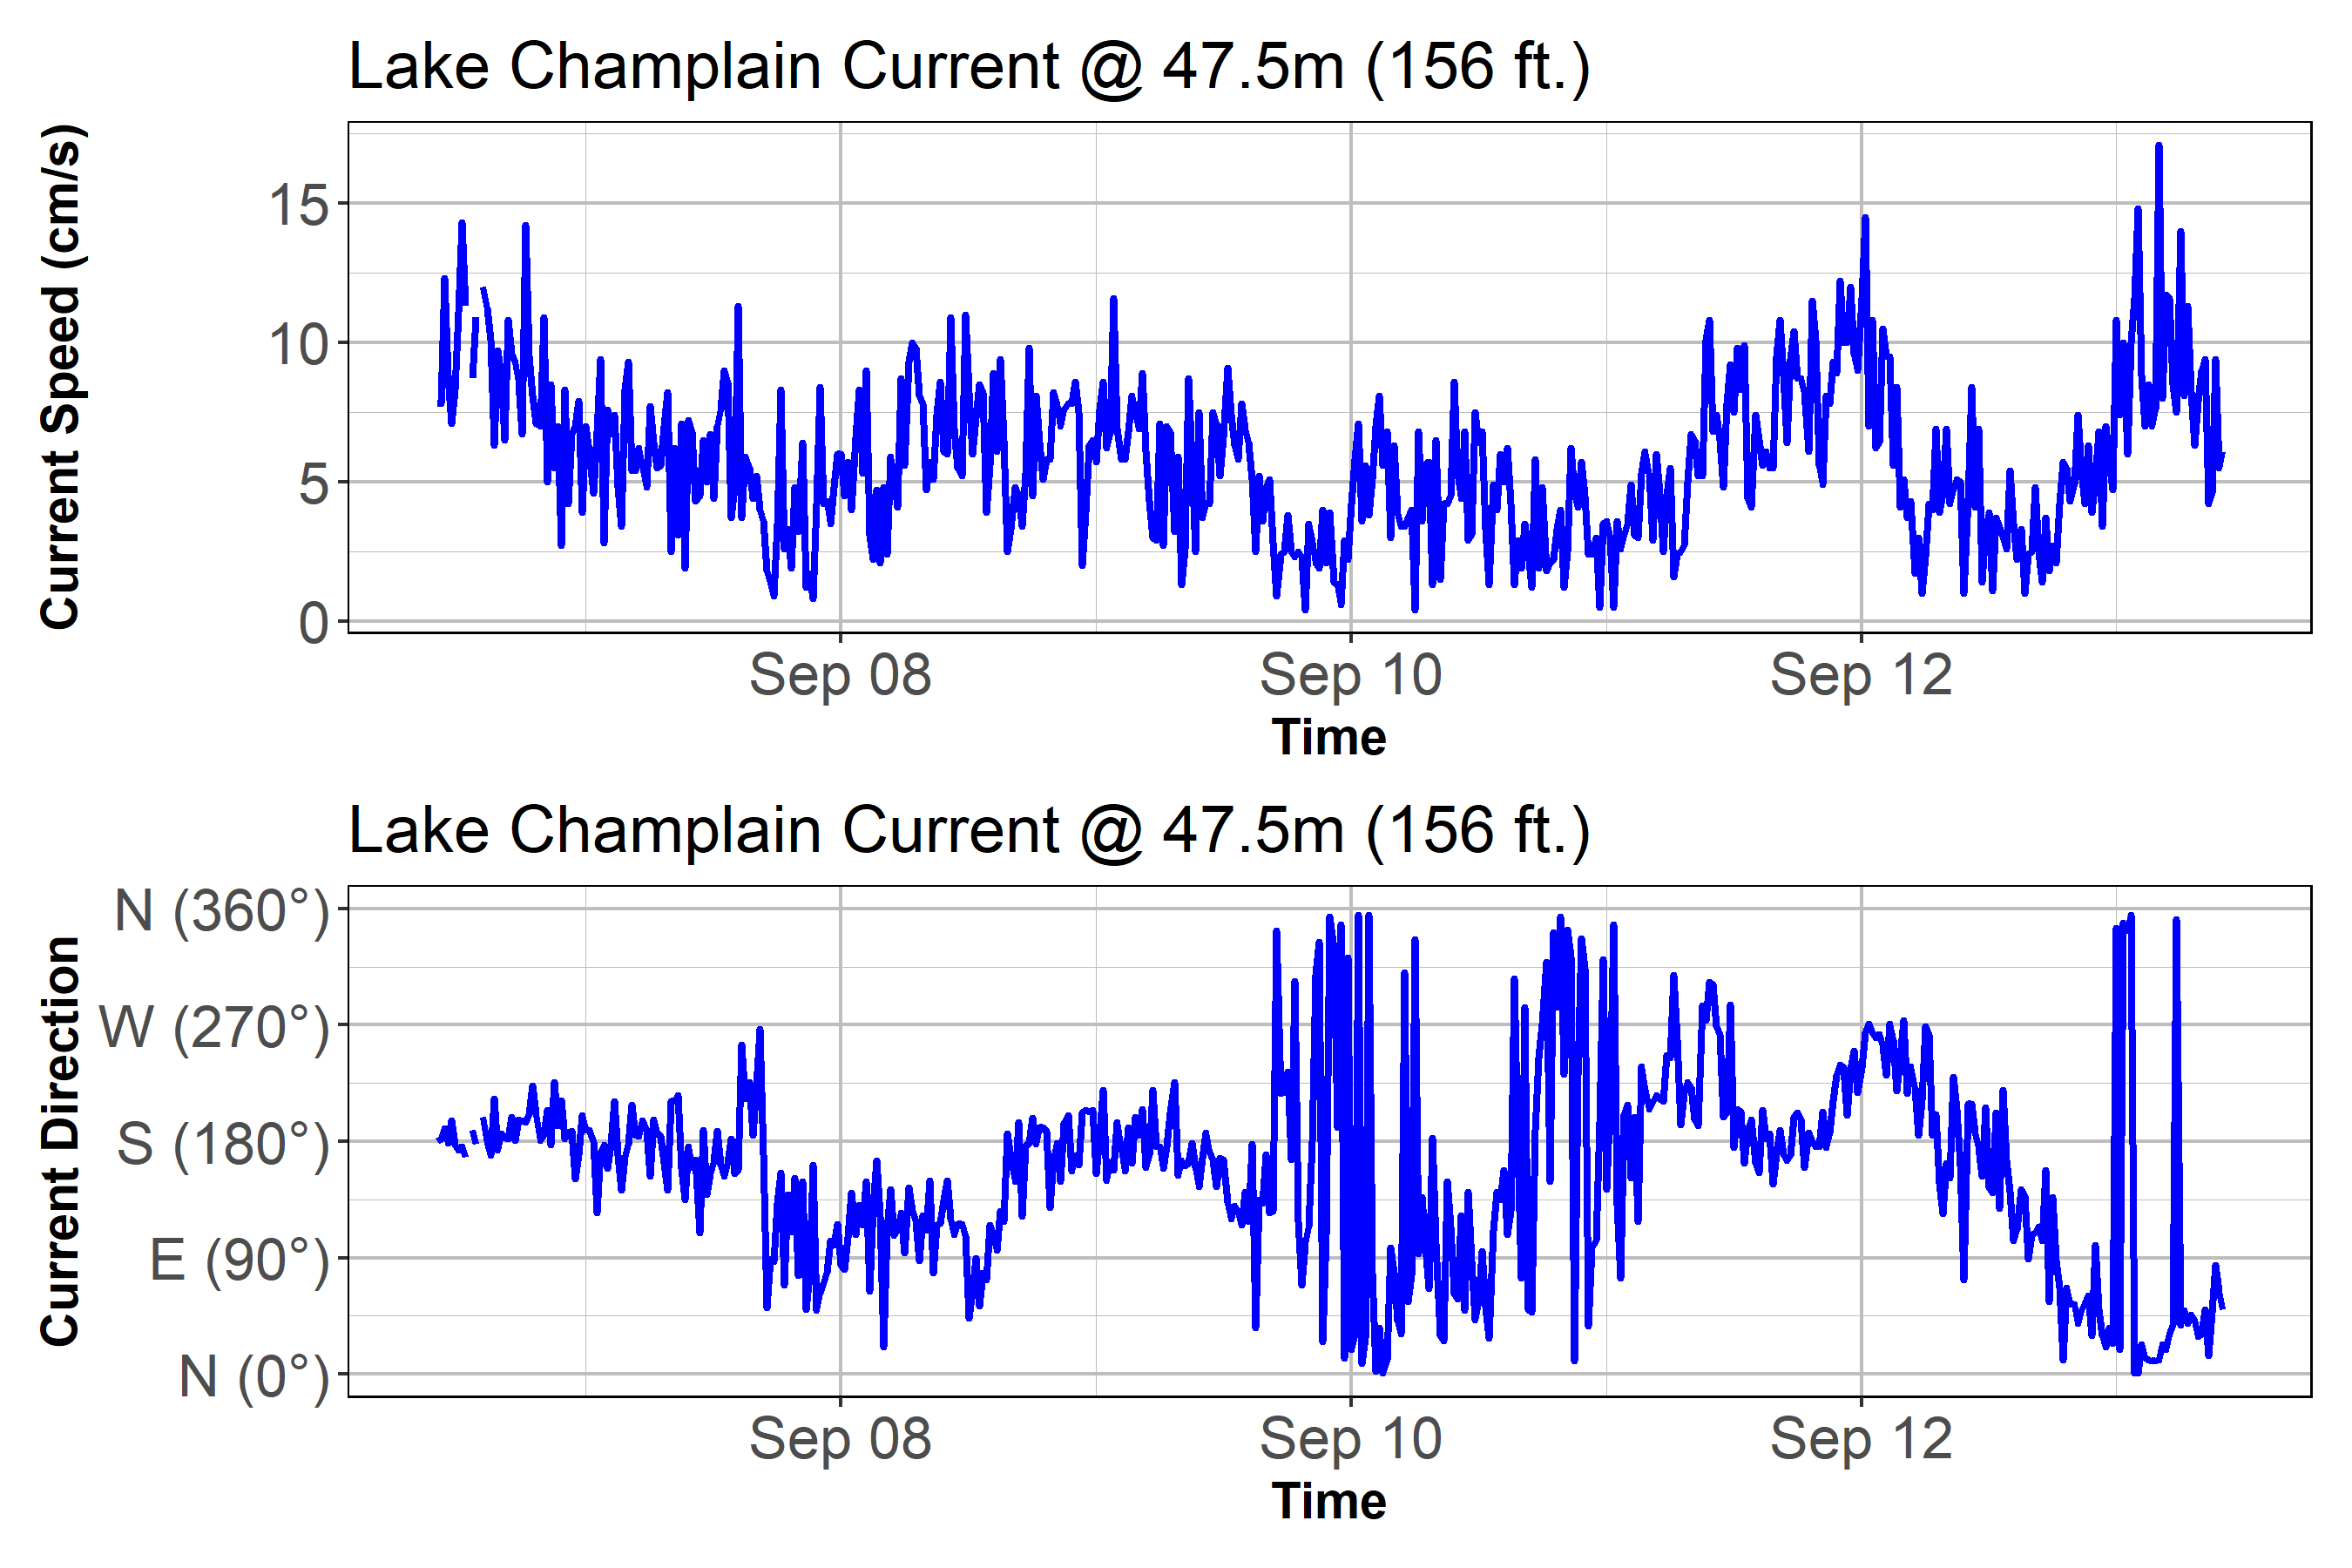 Lake Champlain Current @ 47.5m (156 ft.)
Current Speed (cm/s)
15
10
5
0
Sep 08 Sep 10 Sep 12
Time
Lake Champlain Current @ 47.5m (156 ft.)
Current Direction
N (360°)
W (270°)
S (180°)
E (90°)
N (0°)
Sep 08 Sep 10 Sep 12
Time